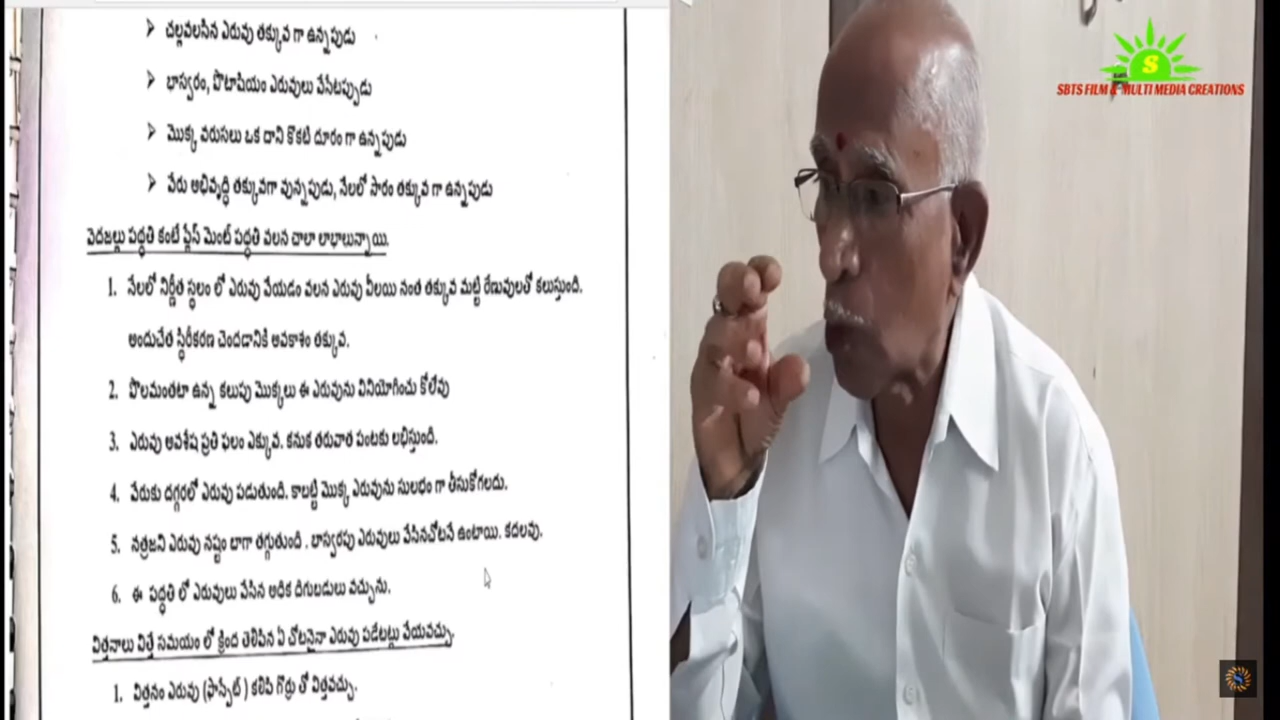 చల్లవలసిన ఎరువు తక్కువ గా ఉన్నపుడు
భాస్వరం, పొటాషియం ఎరువులు వేసేటప్పుడు
మొక్క వరుసలు ఒక దాని కొకటి దూరం గా ఉన్నపుడు
వేరు అభివృద్ధి తక్కువగా వున్నపుడు, నేలలో సారం తక్కువ గా ఉన్నపుడు
వెదజల్లు పద్ధతి కంటే ప్లేస్ మెంట్ పద్ధతి వలన చాలా లాభాలున్నాయి.
1. నేలలో నిర్ణీత స్థలం లో ఎరువు వేయడం వలన ఎరువు వీలయి నంత తక్కువ మట్టి రేణువులతో కలుస్తుంది.
అందుచేత స్థిరీకరణ చెందడానికి అవకాశం తక్కువ.
2. పొలమంతటా ఉన్న కలుపు మొక్కలు ఈ ఎరువును వినియోగించు కోలేవు
3. ఎరువు అవశేష ప్రతి ఫలం ఎక్కువ. కనుక తరువాత పంటకు లభిస్తుంది.
4. వేరుకు దగ్గరలో ఎరువు పడుతుంది. కాబట్టి మొక్క ఎరువును సులభం గా తీసుకోగలదు.
5. నత్రజని ఎరువు నష్టం బాగా తగ్గుతుంది . భాస్వరపు ఎరువులు వేసినచోటనే ఉంటాయి. కదలవు.
6. ఈ పద్ధతి లో ఎరువులు వేసిన అధిక దిగుబడులు వచ్చును.
విత్తనాలు విత్తే సమయం లో క్రింద తెలిపిన ఏ చోటనైనా ఎరువు పడేటట్లు వేయవచ్చు.
1. విత్తనం ఎరువు (ఫాస్ఫేట్ ) కలిపి గొర్రు తో విత్తవచ్చు.
S
SBTS FILM & MULTI MEDIA CREATIONS